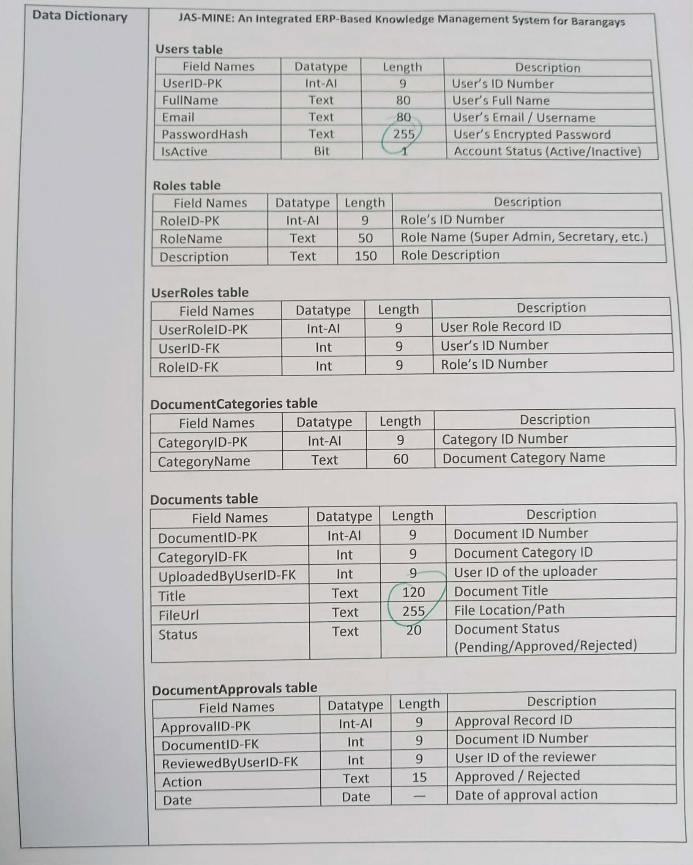 Data Dictionary
JAS-MINE: An Integrated ERP-Based Knowledge Management System for Barangays
Users table
Field Names Datatype Length Description
UserID-PK Int-AI 9 User's ID Number
FullName Text 80 User's Full Name
Email Text 80 User's Email / Username
PasswordHash Text 255 User's Encrypted Password
IsActive Bit 1 Account Status (Active/Inactive)
Roles table
Field Names Datatype Length Description
RoleID-PK Int-AI 9 Role's ID Number
RoleName Text 50 Role Name (Super Admin, Secretary, etc.)
Description Text 150 Role Description
UserRoles table
Field Names Datatype Length Description
UserRoleID-PK Int-AI 9 User Role Record ID
UserID-FK Int 9 User's ID Number
RoleID-FK Int 9 Role's ID Number
DocumentCategories table
Field Names Datatype Length Description
CategoryID-PK Int-AI 9 Category ID Number
CategoryName Text 60 Document Category Name
Documents table
Field Names Datatype Length Description
DocumentID-PK Int-AI 9 Document ID Number
CategoryID-FK Int 9 Document Category ID
UploadedByUserID-FK Int 9 User ID of the uploader
Title Text 120 Document Title
FileUrl Text 255 File Location/Path
Status Text 20 Document Status
(Pending/Approved/Rejected)
DocumentApprovals table
Field Names Datatype Length Description
ApprovalID-PK Int-AI 9 Approval Record ID
DocumentID-FK Int 9 Document ID Number
ReviewedByUserID-FK Int 9 User ID of the reviewer
Action Text 15 Approved / Rejected
Date Date — Date of approval action